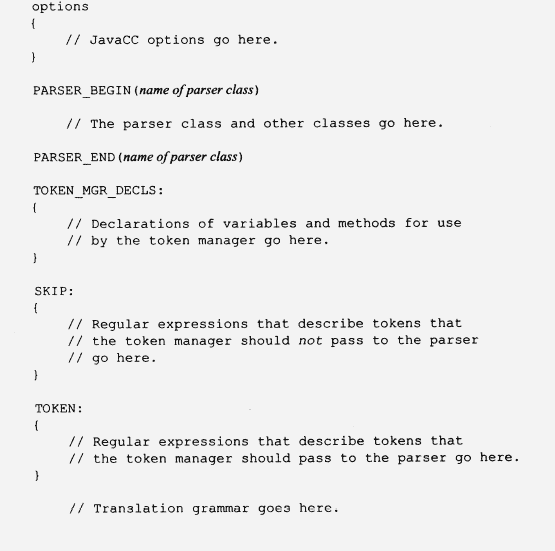 options
{
// JavaCC options go here.
}
PARSER_BEGIN(name of parser class)
// The parser class and other classes go here.
PARSER_END(name of parser class)
TOKEN_MGR_DECLS:
{
// Declarations of variables and methods for use
// by the token manager go here.
}
SKIP:
{
// Regular expressions that describe tokens that
// the token manager should not pass to the parser
// go here.
}
TOKEN:
{
// Regular expressions that describe tokens that
// the token manager should pass to the parser go here.
}
// Translation grammar goes here.